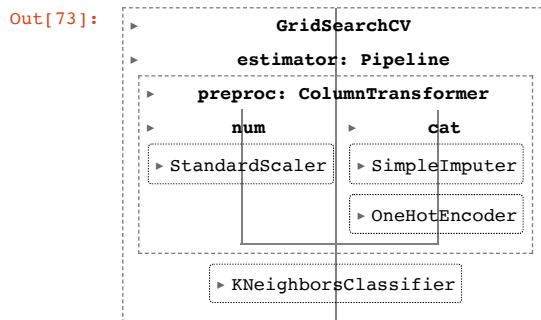 Out[73]:
GridSearchCV
estimator: Pipeline
preproc: ColumnTransformer
num cat
StandardScaler SimpleImputer
OneHotEncoder
KNeighborsClassifier